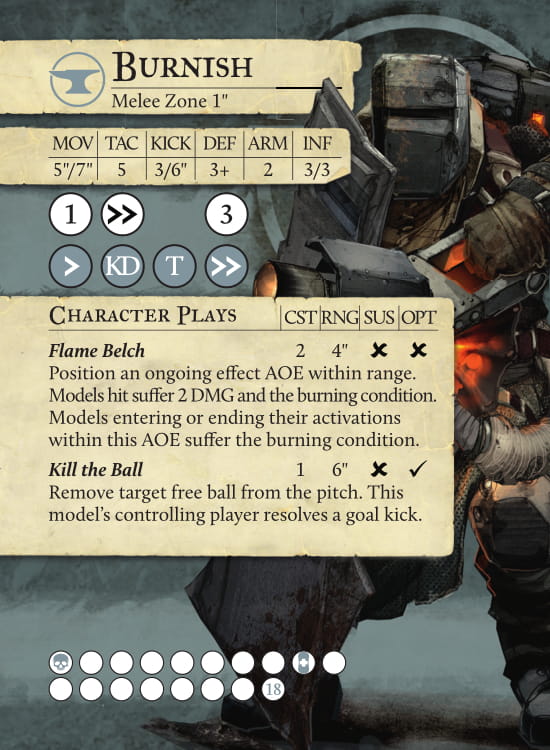 BURNISH
Melee Zone 1"
MOV TAC KICK DEF ARM INF
5"/7" 5 3/6" 3+ 2 3/3
1 >> 3
> KD T >>
CHARACTER PLAYS CST RNG SUS OPT
Flame Belch 2 4" ✘ ✘
Position an ongoing effect AOE within range.
Models hit suffer 2 DMG and the burning condition.
Models entering or ending their activations
within this AOE suffer the burning condition.
Kill the Ball 1 6" ✘ ✓
Remove target free ball from the pitch. This
model's controlling player resolves a goal kick.
18